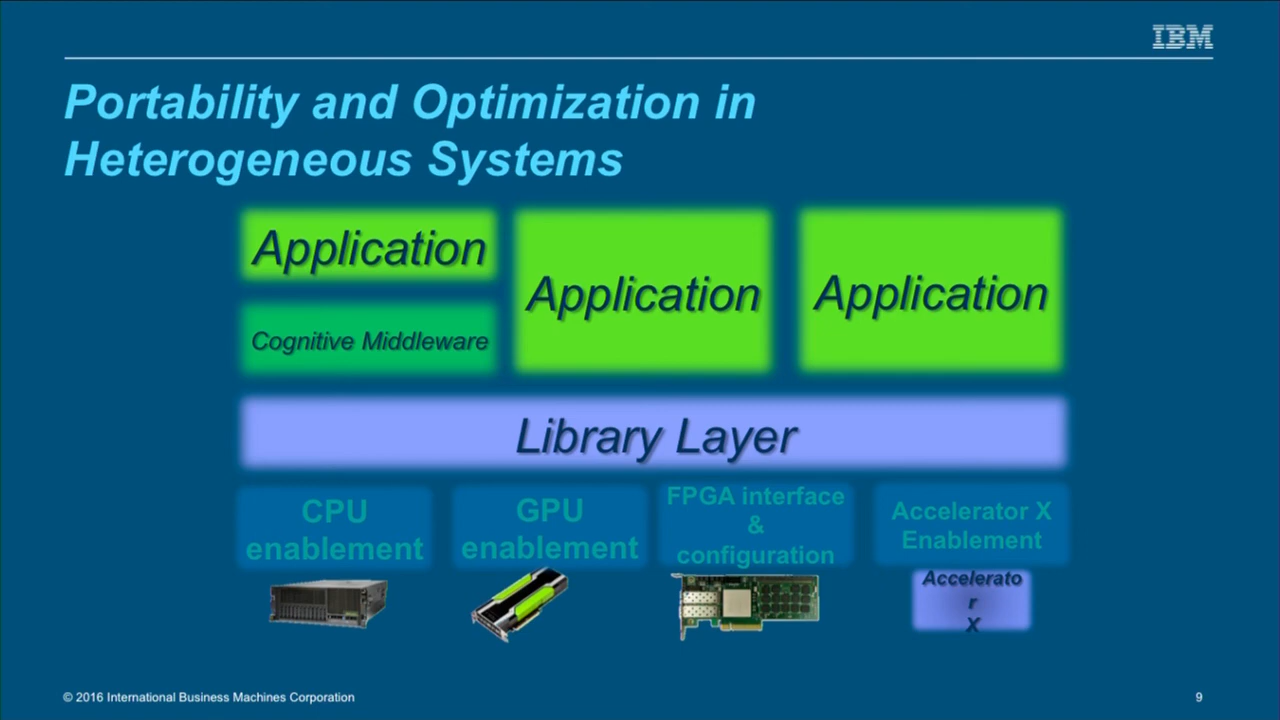 IBM
Portability and Optimization in
Heterogeneous Systems
Application
Application
Application
Cognitive Middleware
Library Layer
CPU
enablement
GPU
enablement
FPGA interface
&
configuration
Accelerator X
Enablement
Accelerato
r
X
© 2016 International Business Machines Corporation
9